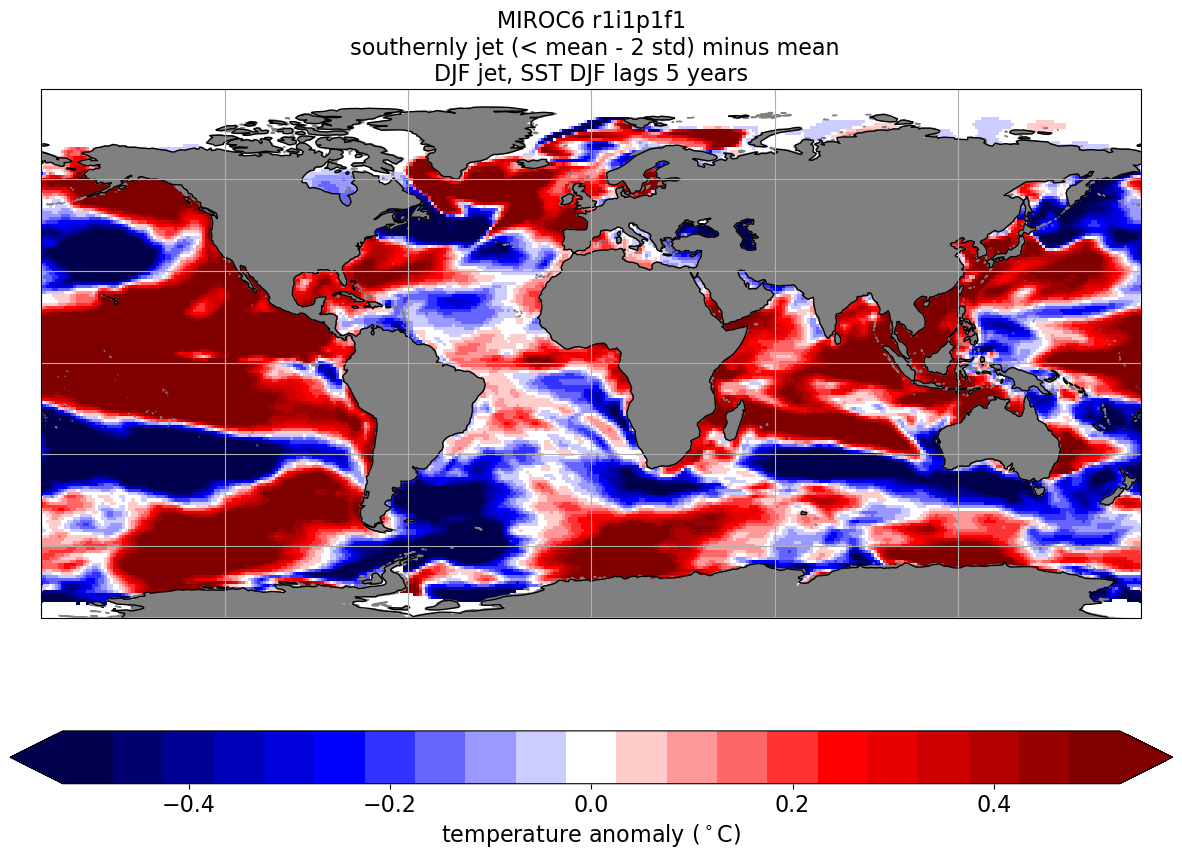 MIROC6 r1i1p1f1
southernly jet (< mean - 2 std) minus mean
DJF jet, SST DJF lags 5 years
−0.4 −0.2 0.0 0.2 0.4
temperature anomaly (°C)